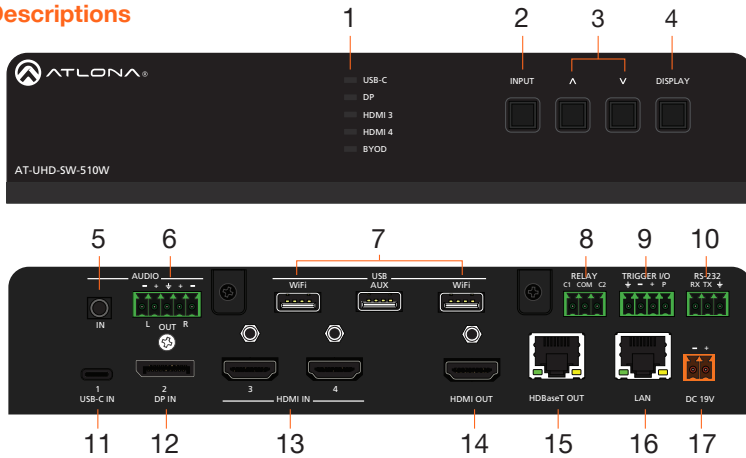 Descriptions
1 2 3 4
ATLONA®
USB-C
DP
HDMI 3
HDMI 4
BYOD
INPUT ∧ ∨ DISPLAY
AT-UHD-SW-510W
5 6 7 8 9 10
AUDIO USB RELAY TRIGGER I/O RS-232
− + ⏚ + − WiFi AUX WiFi C1 COM C2 ⏚ − + P RX TX ⏚
IN L OUT R
− +
1 2 3 4
USB-C IN DP IN HDMI IN HDMI OUT HDBaseT OUT LAN DC 19V
11 12 13 14 15 16 17